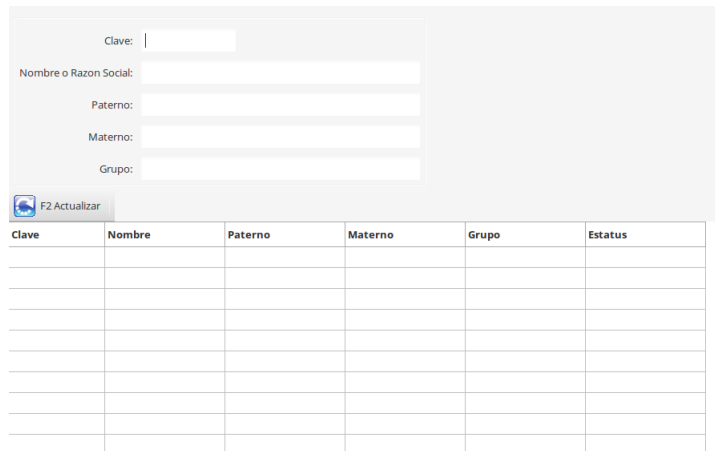 Clave:
Nombre o Razon Social:
Paterno:
Materno:
Grupo:
F2 Actualizar
Clave Nombre Paterno Materno Grupo Estatus